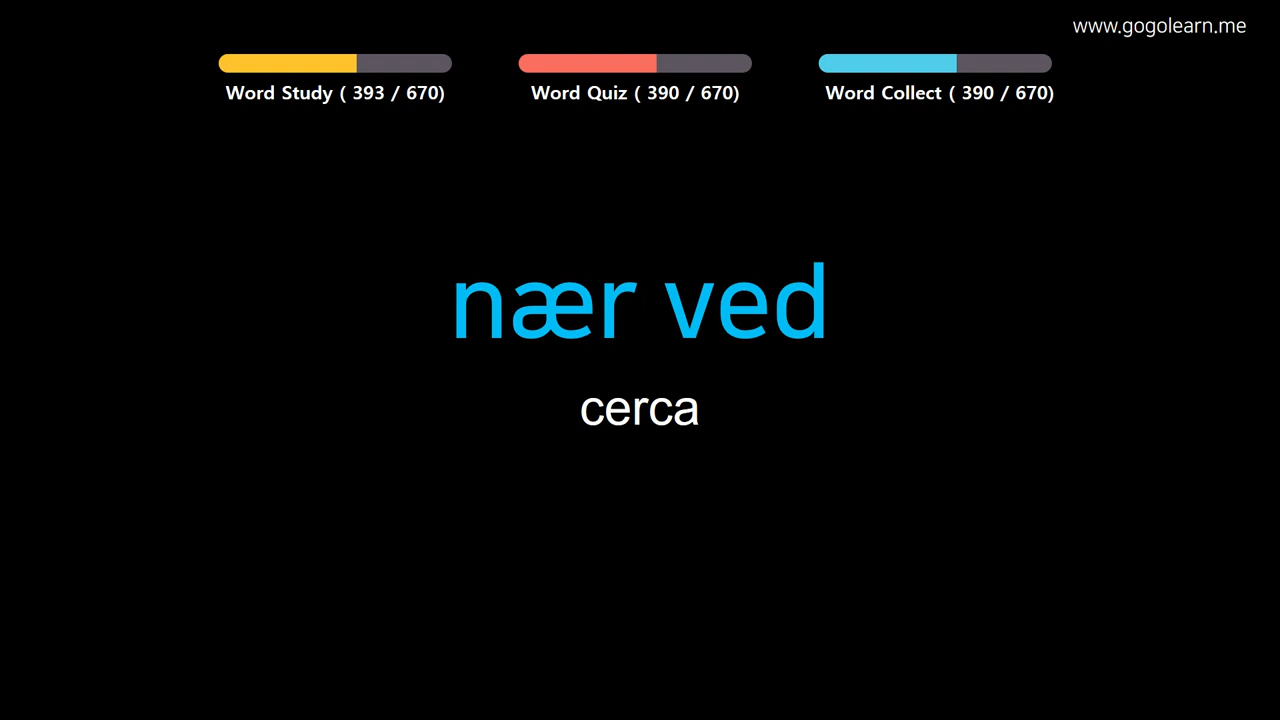 www.gogolearn.me
Word Study ( 393 / 670)
Word Quiz ( 390 / 670)
Word Collect ( 390 / 670)
nær ved
cerca